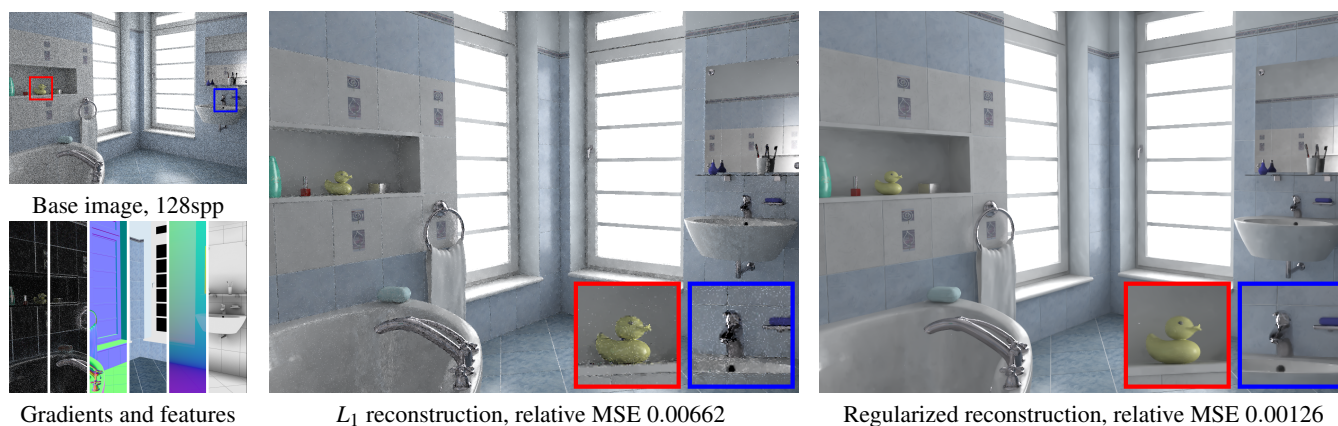 Base image, 128spp
Gradients and features
L₁ reconstruction, relative MSE 0.00662
Regularized reconstruction, relative MSE 0.00126